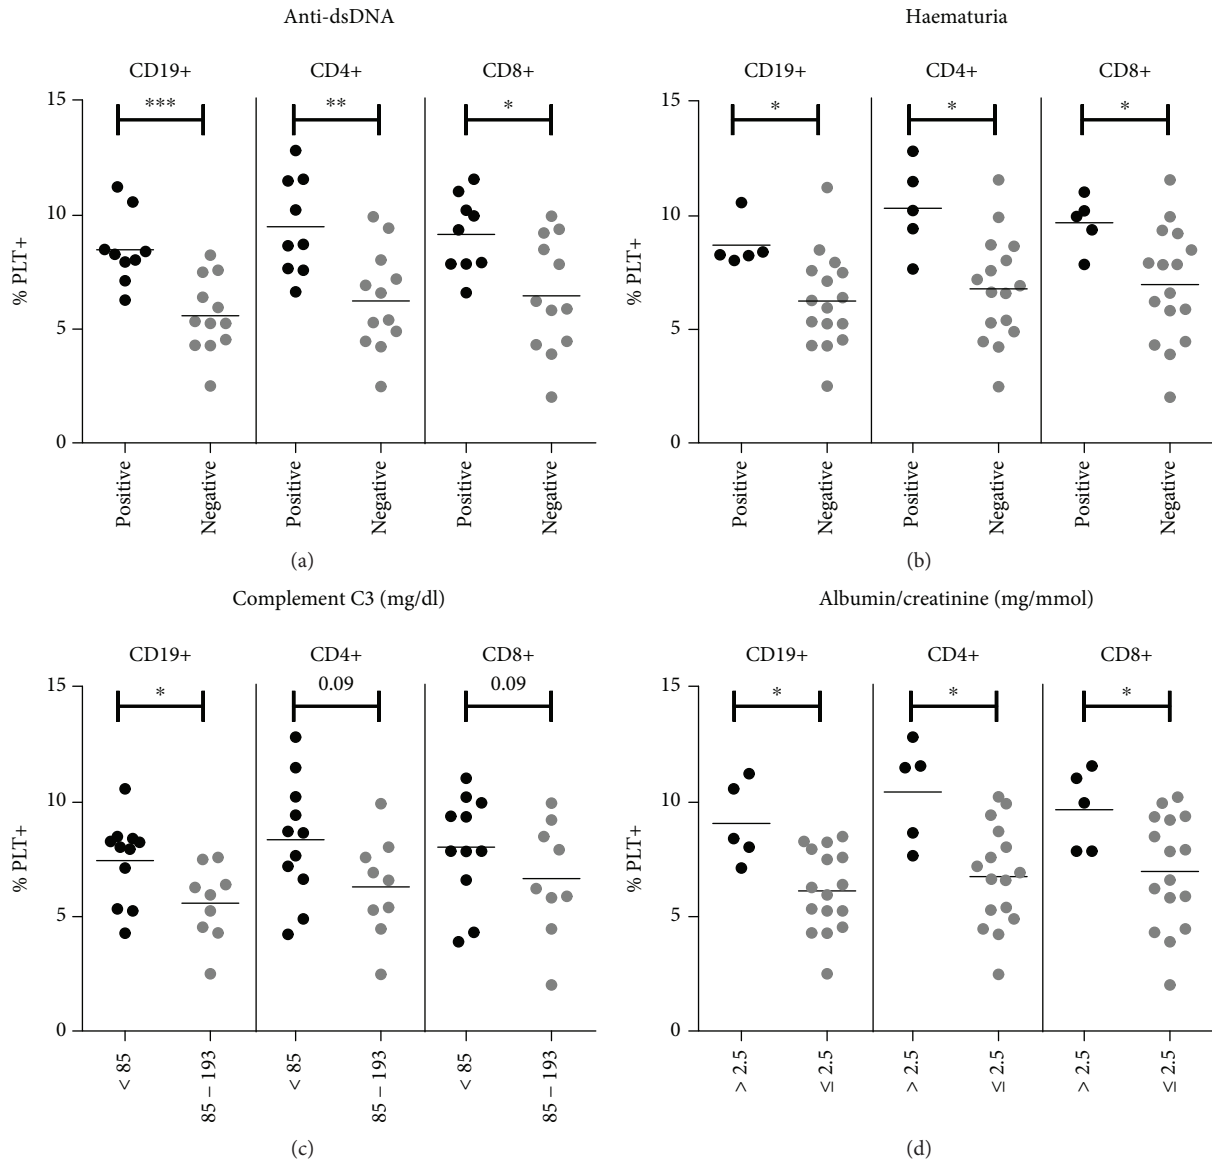 Anti-dsDNA
CD19+ CD4+ CD8+
*** ** *
15
10
5
0
% PLT+
Positive Negative Positive Negative Positive Negative
(a)
Haematuria
CD19+ CD4+ CD8+
* * *
15
10
5
0
% PLT+
Positive Negative Positive Negative Positive Negative
(b)
Complement C3 (mg/dl)
CD19+ CD4+ CD8+
* 0.09 0.09
15
10
5
0
% PLT+
< 85 85 – 193 < 85 85 – 193 < 85 85 – 193
(c)
Albumin/creatinine (mg/mmol)
CD19+ CD4+ CD8+
* * *
15
10
5
0
% PLT+
> 2.5 ≤ 2.5 > 2.5 ≤ 2.5 > 2.5 ≤ 2.5
(d)